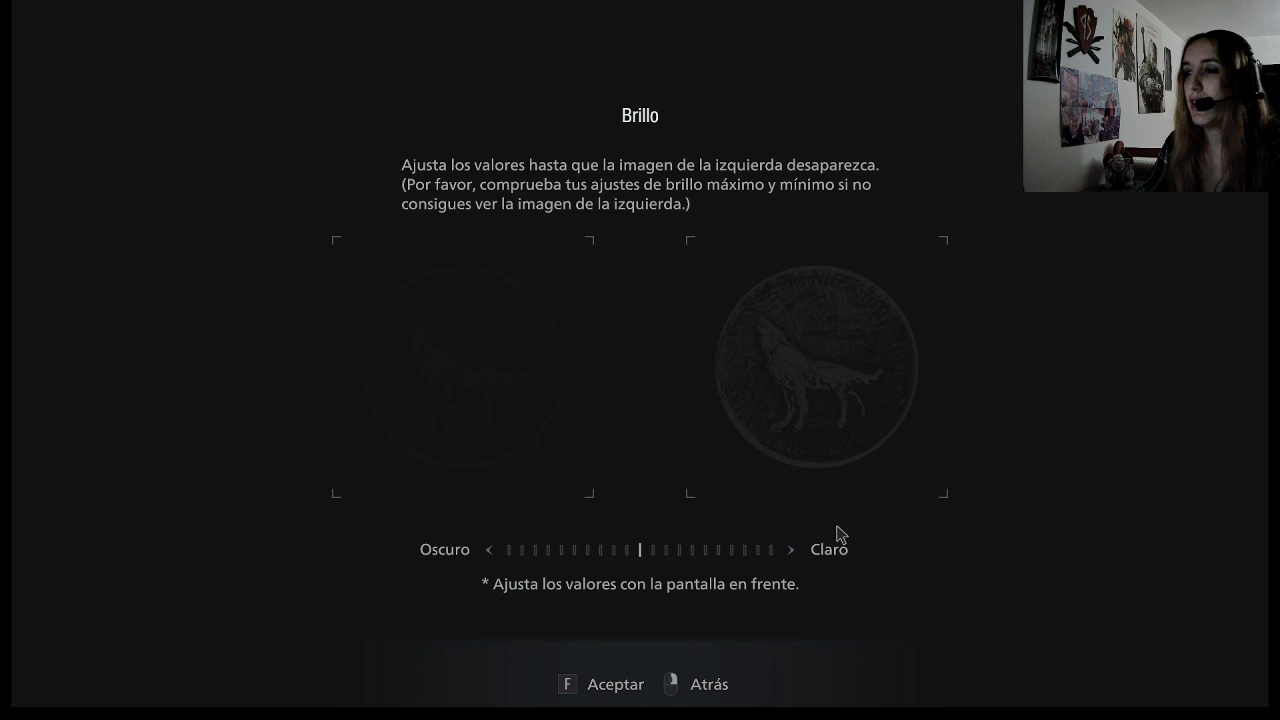 Brillo
Ajusta los valores hasta que la imagen de la izquierda desaparezca.
(Por favor, comprueba tus ajustes de brillo máximo y mínimo si no
consigues ver la imagen de la izquierda.)
Oscuro < > Claro
* Ajusta los valores con la pantalla en frente.
F Aceptar Atrás